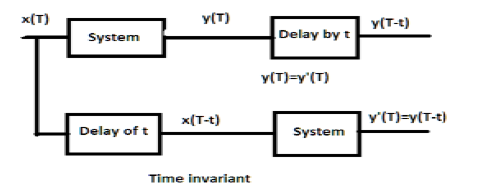 x(T)
System
y(T)
Delay by t
y(T-t)
y(T)=y'(T)
Delay of t
x(T-t)
System
y'(T)=y(T-t)
Time invariant